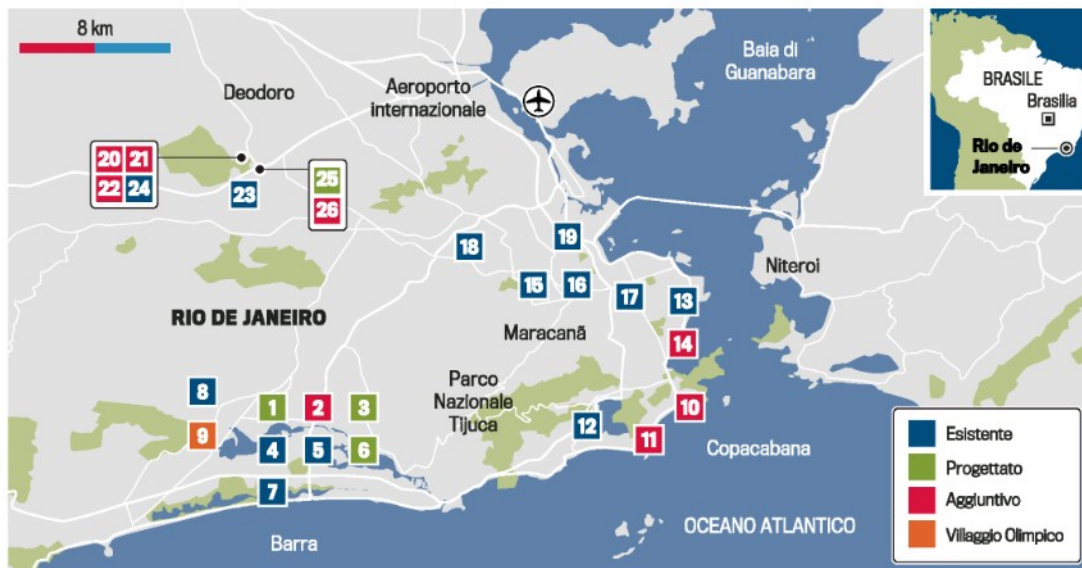 8 km
Deodoro
Aeroporto
internazionale
Baia di
Guanabara
BRASILE
Brasilia
Rio de
Janeiro
20 21
22 24
23
25
26
18
19
15
16
17
13
Niteroi
RIO DE JANEIRO
Maracanã
14
Parco
Nazionale
Tijuca
8
1
2
3
9
4
5
6
7
12
11
10
Copacabana
OCEANO ATLANTICO
Barra
Esistente
Progettato
Aggiuntivo
Villaggio Olimpico